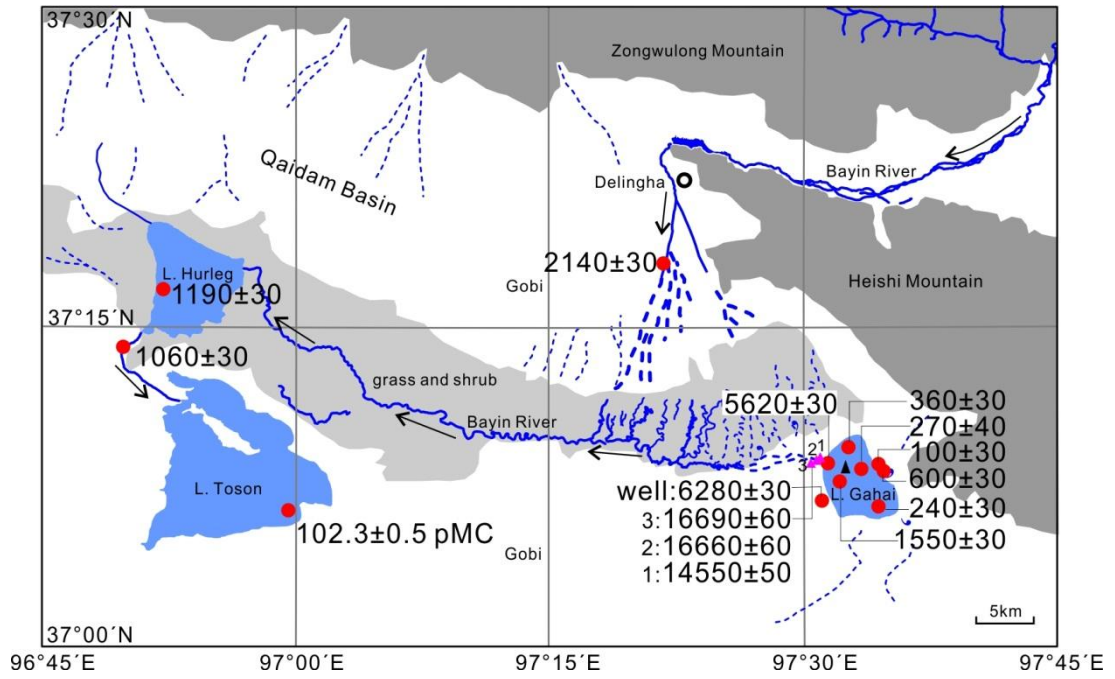 37°30´N
Zongwulong Mountain
Qaidam Basin
Bayin River
Delingha
L. Hurleg
2140±30
Heishi Mountain
1190±30
Gobi
37°15´N
1060±30
grass and shrub
5620±30
360±30
270±40
Bayin River
21
100±30
3
L. Toson
well:6280±30
L. Gahai
600±30
102.3±0.5 pMC
3:16690±60
240±30
Gobi
2:16660±60
1550±30
1:14550±50
5km
37°00´N
96°45´E
97°00´E
97°15´E
97°30´E
97°45´E